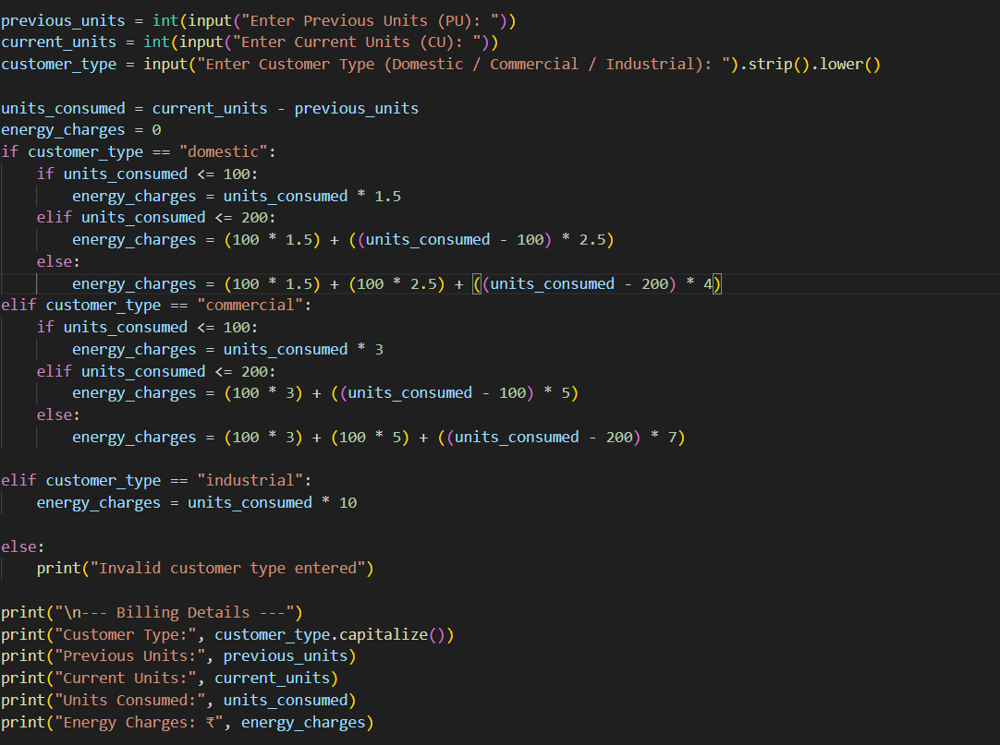 previous_units = int(input("Enter Previous Units (PU): "))
current_units = int(input("Enter Current Units (CU): "))
customer_type = input("Enter Customer Type (Domestic / Commercial / Industrial): ").strip().lower()

units_consumed = current_units - previous_units
energy_charges = 0
if customer_type == "domestic":
    if units_consumed <= 100:
        energy_charges = units_consumed * 1.5
    elif units_consumed <= 200:
        energy_charges = (100 * 1.5) + ((units_consumed - 100) * 2.5)
    else:
        energy_charges = (100 * 1.5) + (100 * 2.5) + ((units_consumed - 200) * 4)
elif customer_type == "commercial":
    if units_consumed <= 100:
        energy_charges = units_consumed * 3
    elif units_consumed <= 200:
        energy_charges = (100 * 3) + ((units_consumed - 100) * 5)
    else:
        energy_charges = (100 * 3) + (100 * 5) + ((units_consumed - 200) * 7)

elif customer_type == "industrial":
    energy_charges = units_consumed * 10

else:
    print("Invalid customer type entered")

print("\n--- Billing Details ---")
print("Customer Type:", customer_type.capitalize())
print("Previous Units:", previous_units)
print("Current Units:", current_units)
print("Units Consumed:", units_consumed)
print("Energy Charges: ₹", energy_charges)